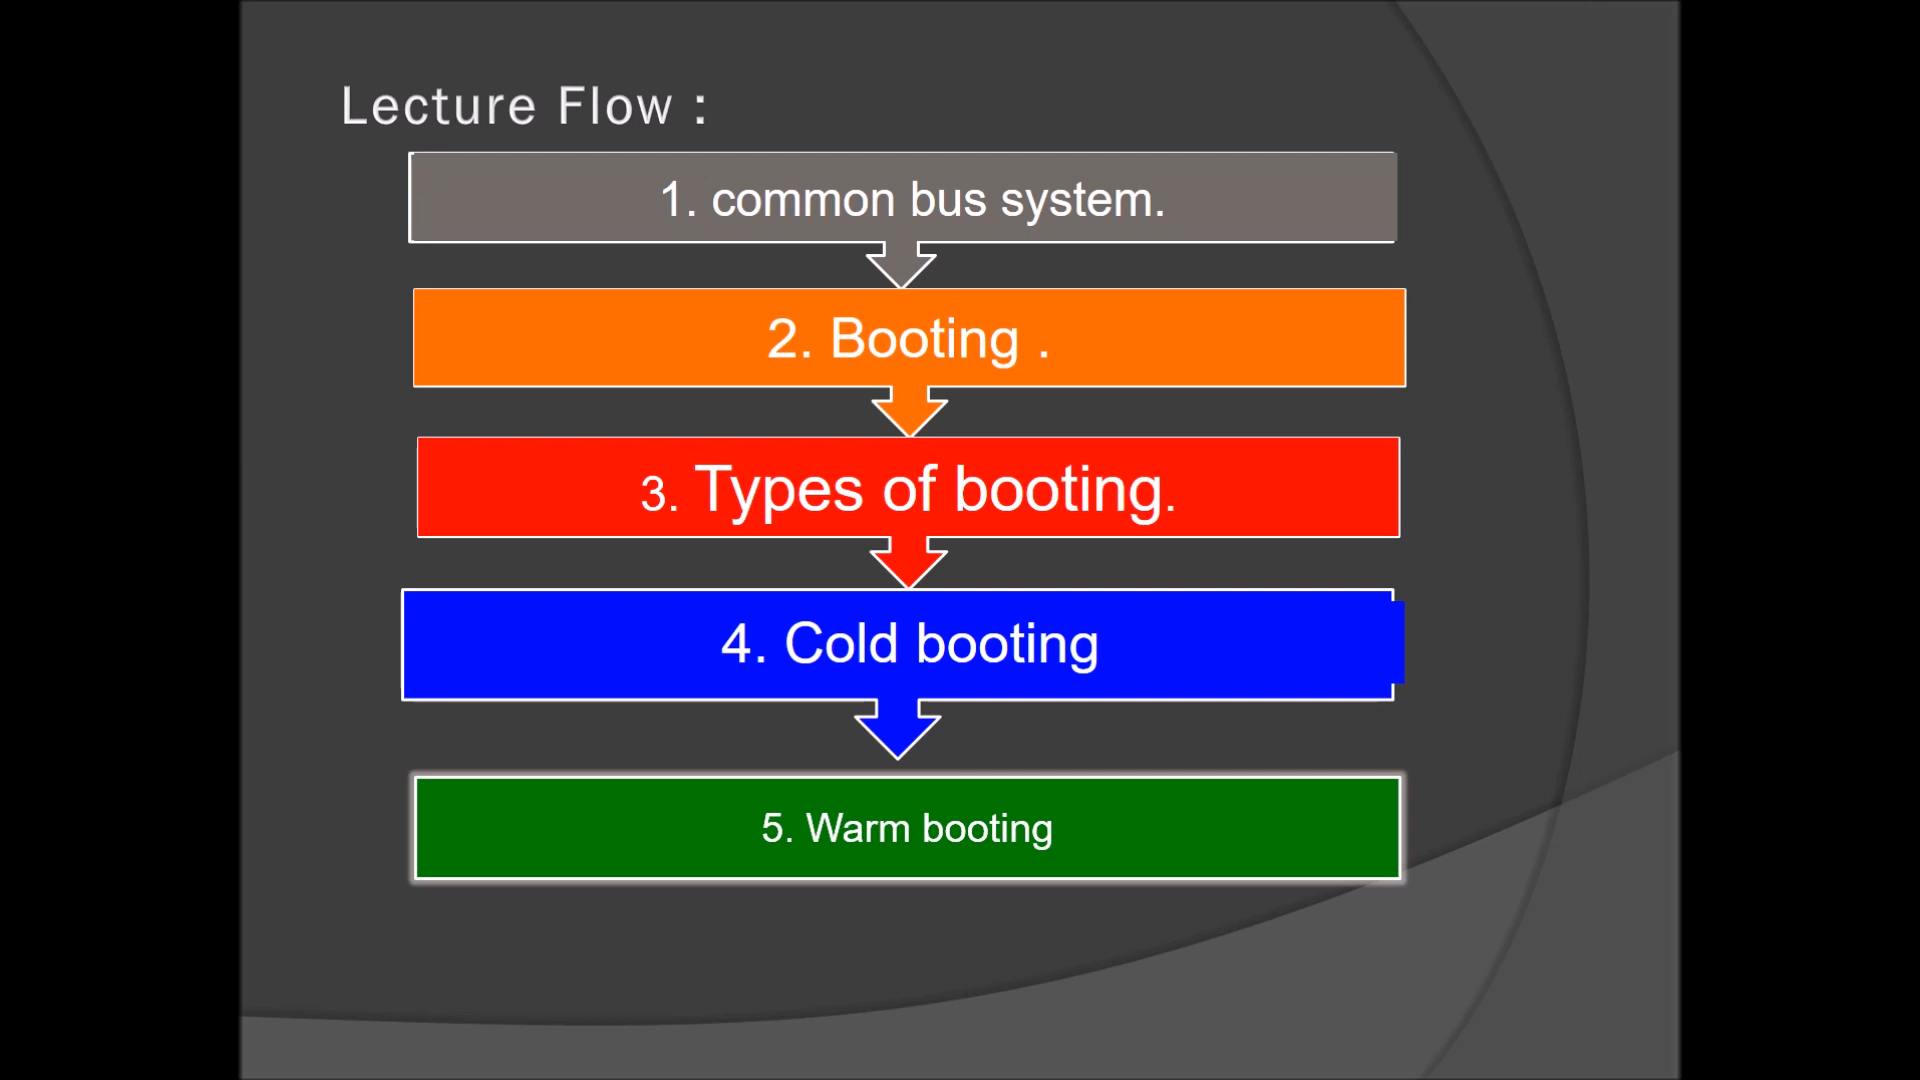 Lecture Flow :
1. common bus system.
2. Booting .
3. Types of booting.
4. Cold booting
5. Warm booting